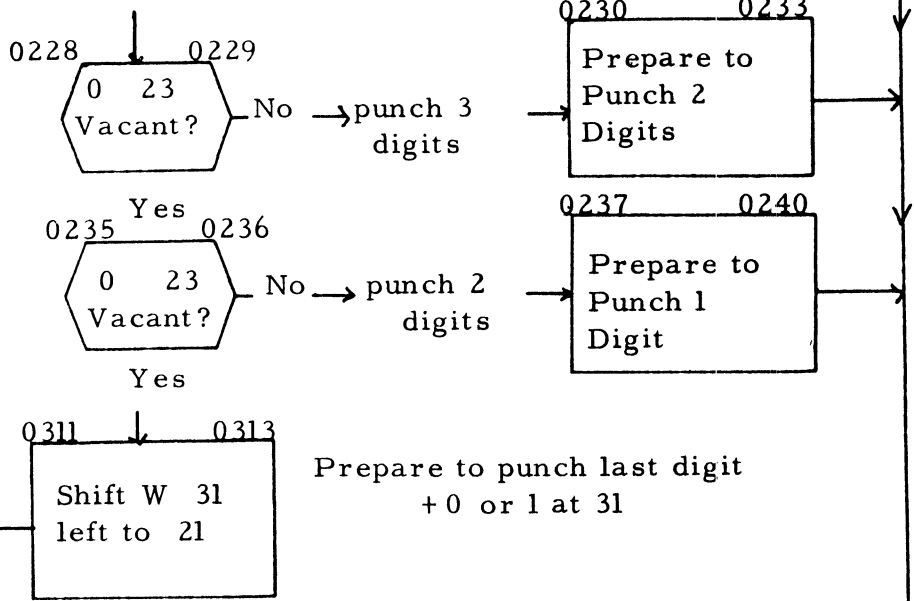 0230 0233
0228 0229
0 23
Vacant?
No
punch 3
digits
Prepare to
Punch 2
Digits
Yes
0237 0240
0235 0236
0 23
Vacant?
No
punch 2
digits
Prepare to
Punch 1
Digit
Yes
0311 0313
Shift W 31
left to 21
Prepare to punch last digit
+0 or 1 at 31